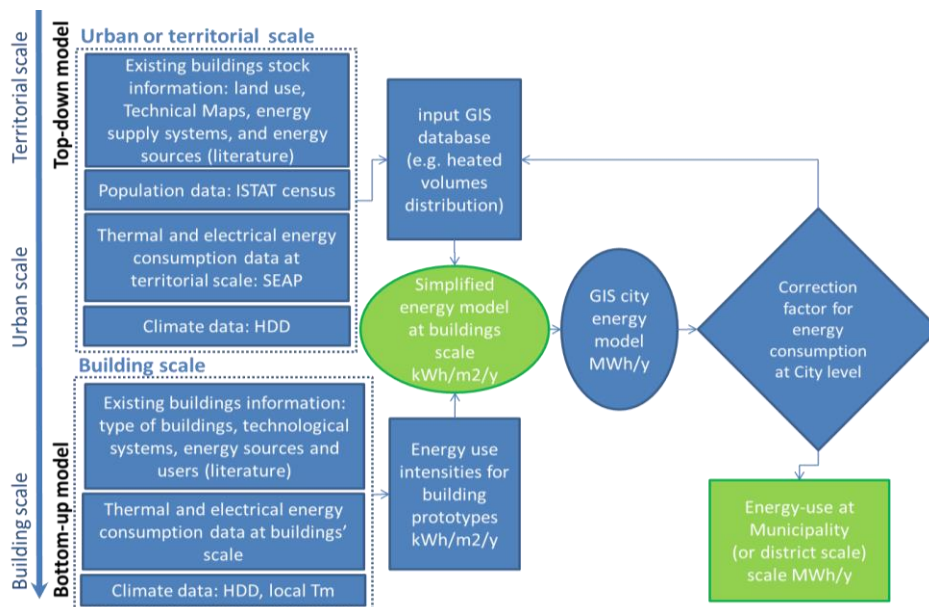 Territorial scale
Urban scale
Building scale
Top-down model
Bottom-up model
Urban or territorial scale
Existing buildings stock
information: land use,
Technical Maps, energy
supply systems, and energy
sources (literature)
Population data: ISTAT census
Thermal and electrical energy
consumption data at
territorial scale: SEAP
Climate data: HDD
Building scale
Existing buildings information:
type of buildings, technological
systems, energy sources and
users (literature)
Thermal and electrical energy
consumption data at buildings'
scale
Climate data: HDD, local Tm
input GIS
database
(e.g. heated
volumes
distribution)
Simplified
energy model
at buildings
scale
kWh/m2/y
Energy use
intensities for
building
prototypes
kWh/m2/y
GIS city
energy
model
MWh/y
Correction
factor for
energy
consumption
at City level
Energy-use at
Municipality
(or district scale)
scale MWh/y